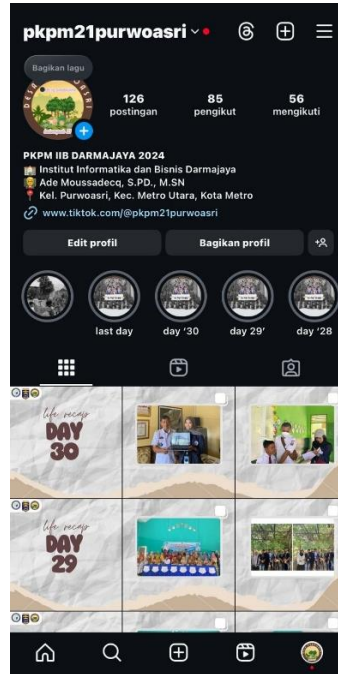 pkpm21purwoasri
Bagikan lagu
126 85 56
postingan pengikut mengikuti
PKPM IIB DARMAJAYA 2024
Institut Informatika dan Bisnis Darmajaya
Ade Moussadecq, S.PD., M.SN
Kel. Purwoasri, Kec. Metro Utara, Kota Metro
www.tiktok.com/@pkpm21purwoasri
Edit profil Bagikan profil
last day day '30 day 29' day '28
life recap
DAY
30
life recap
DAY
29